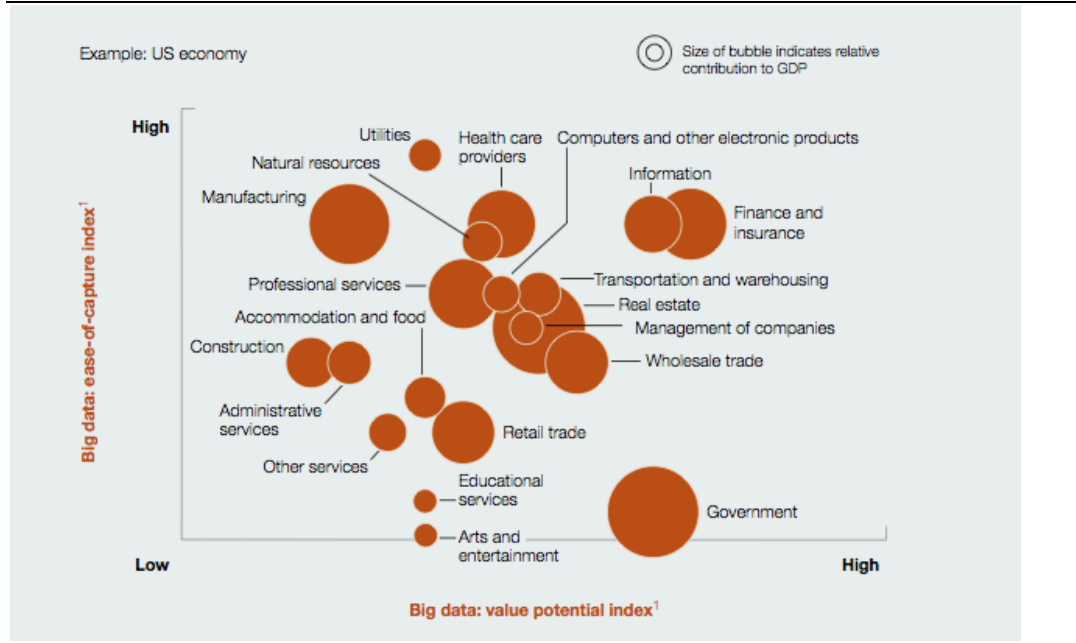 Example: US economy
Size of bubble indicates relative
contribution to GDP
High
Utilities
Health care
providers
Computers and other electronic products
Natural resources
Information
Manufacturing
Finance and
insurance
Professional services
Transportation and warehousing
Real estate
Accommodation and food
Management of companies
Construction
Wholesale trade
Administrative
services
Retail trade
Other services
Educational
services
Government
Arts and
entertainment
Big data: ease-of-capture index1
Low
High
Big data: value potential index1